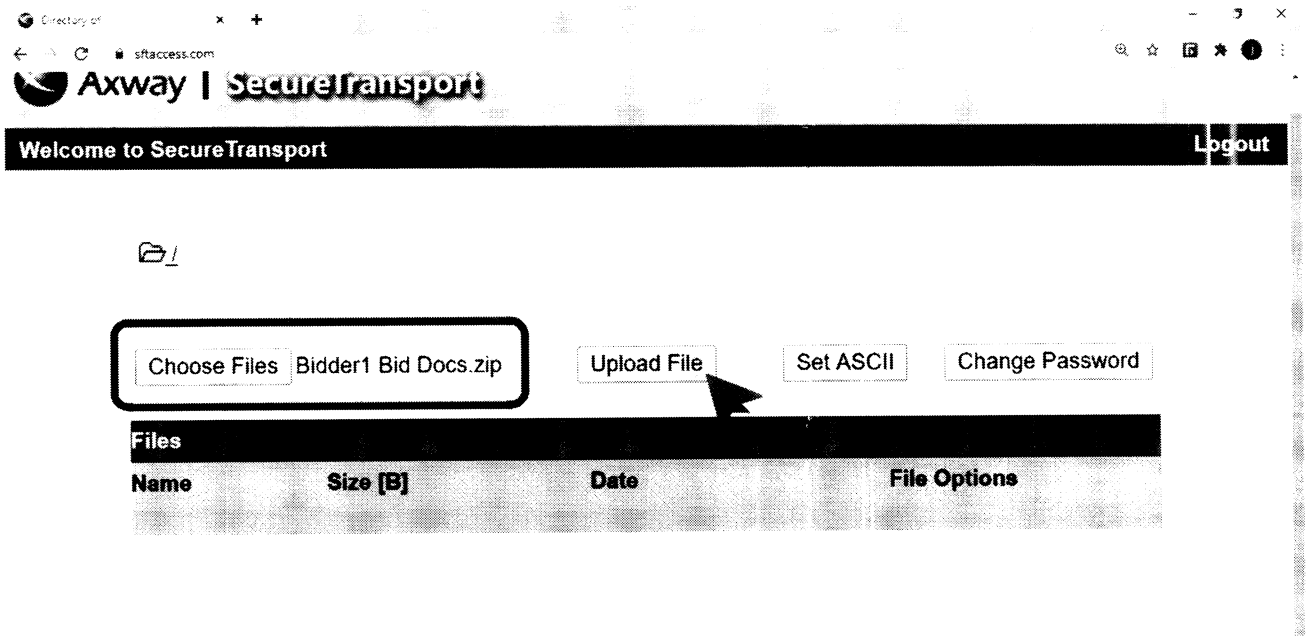 Directory of
sftaccess.com
Axway | SecureTransport
Welcome to SecureTransport
Logout
/
Choose Files Bidder1 Bid Docs.zip Upload File Set ASCII Change Password
Files
Name Size [B] Date File Options